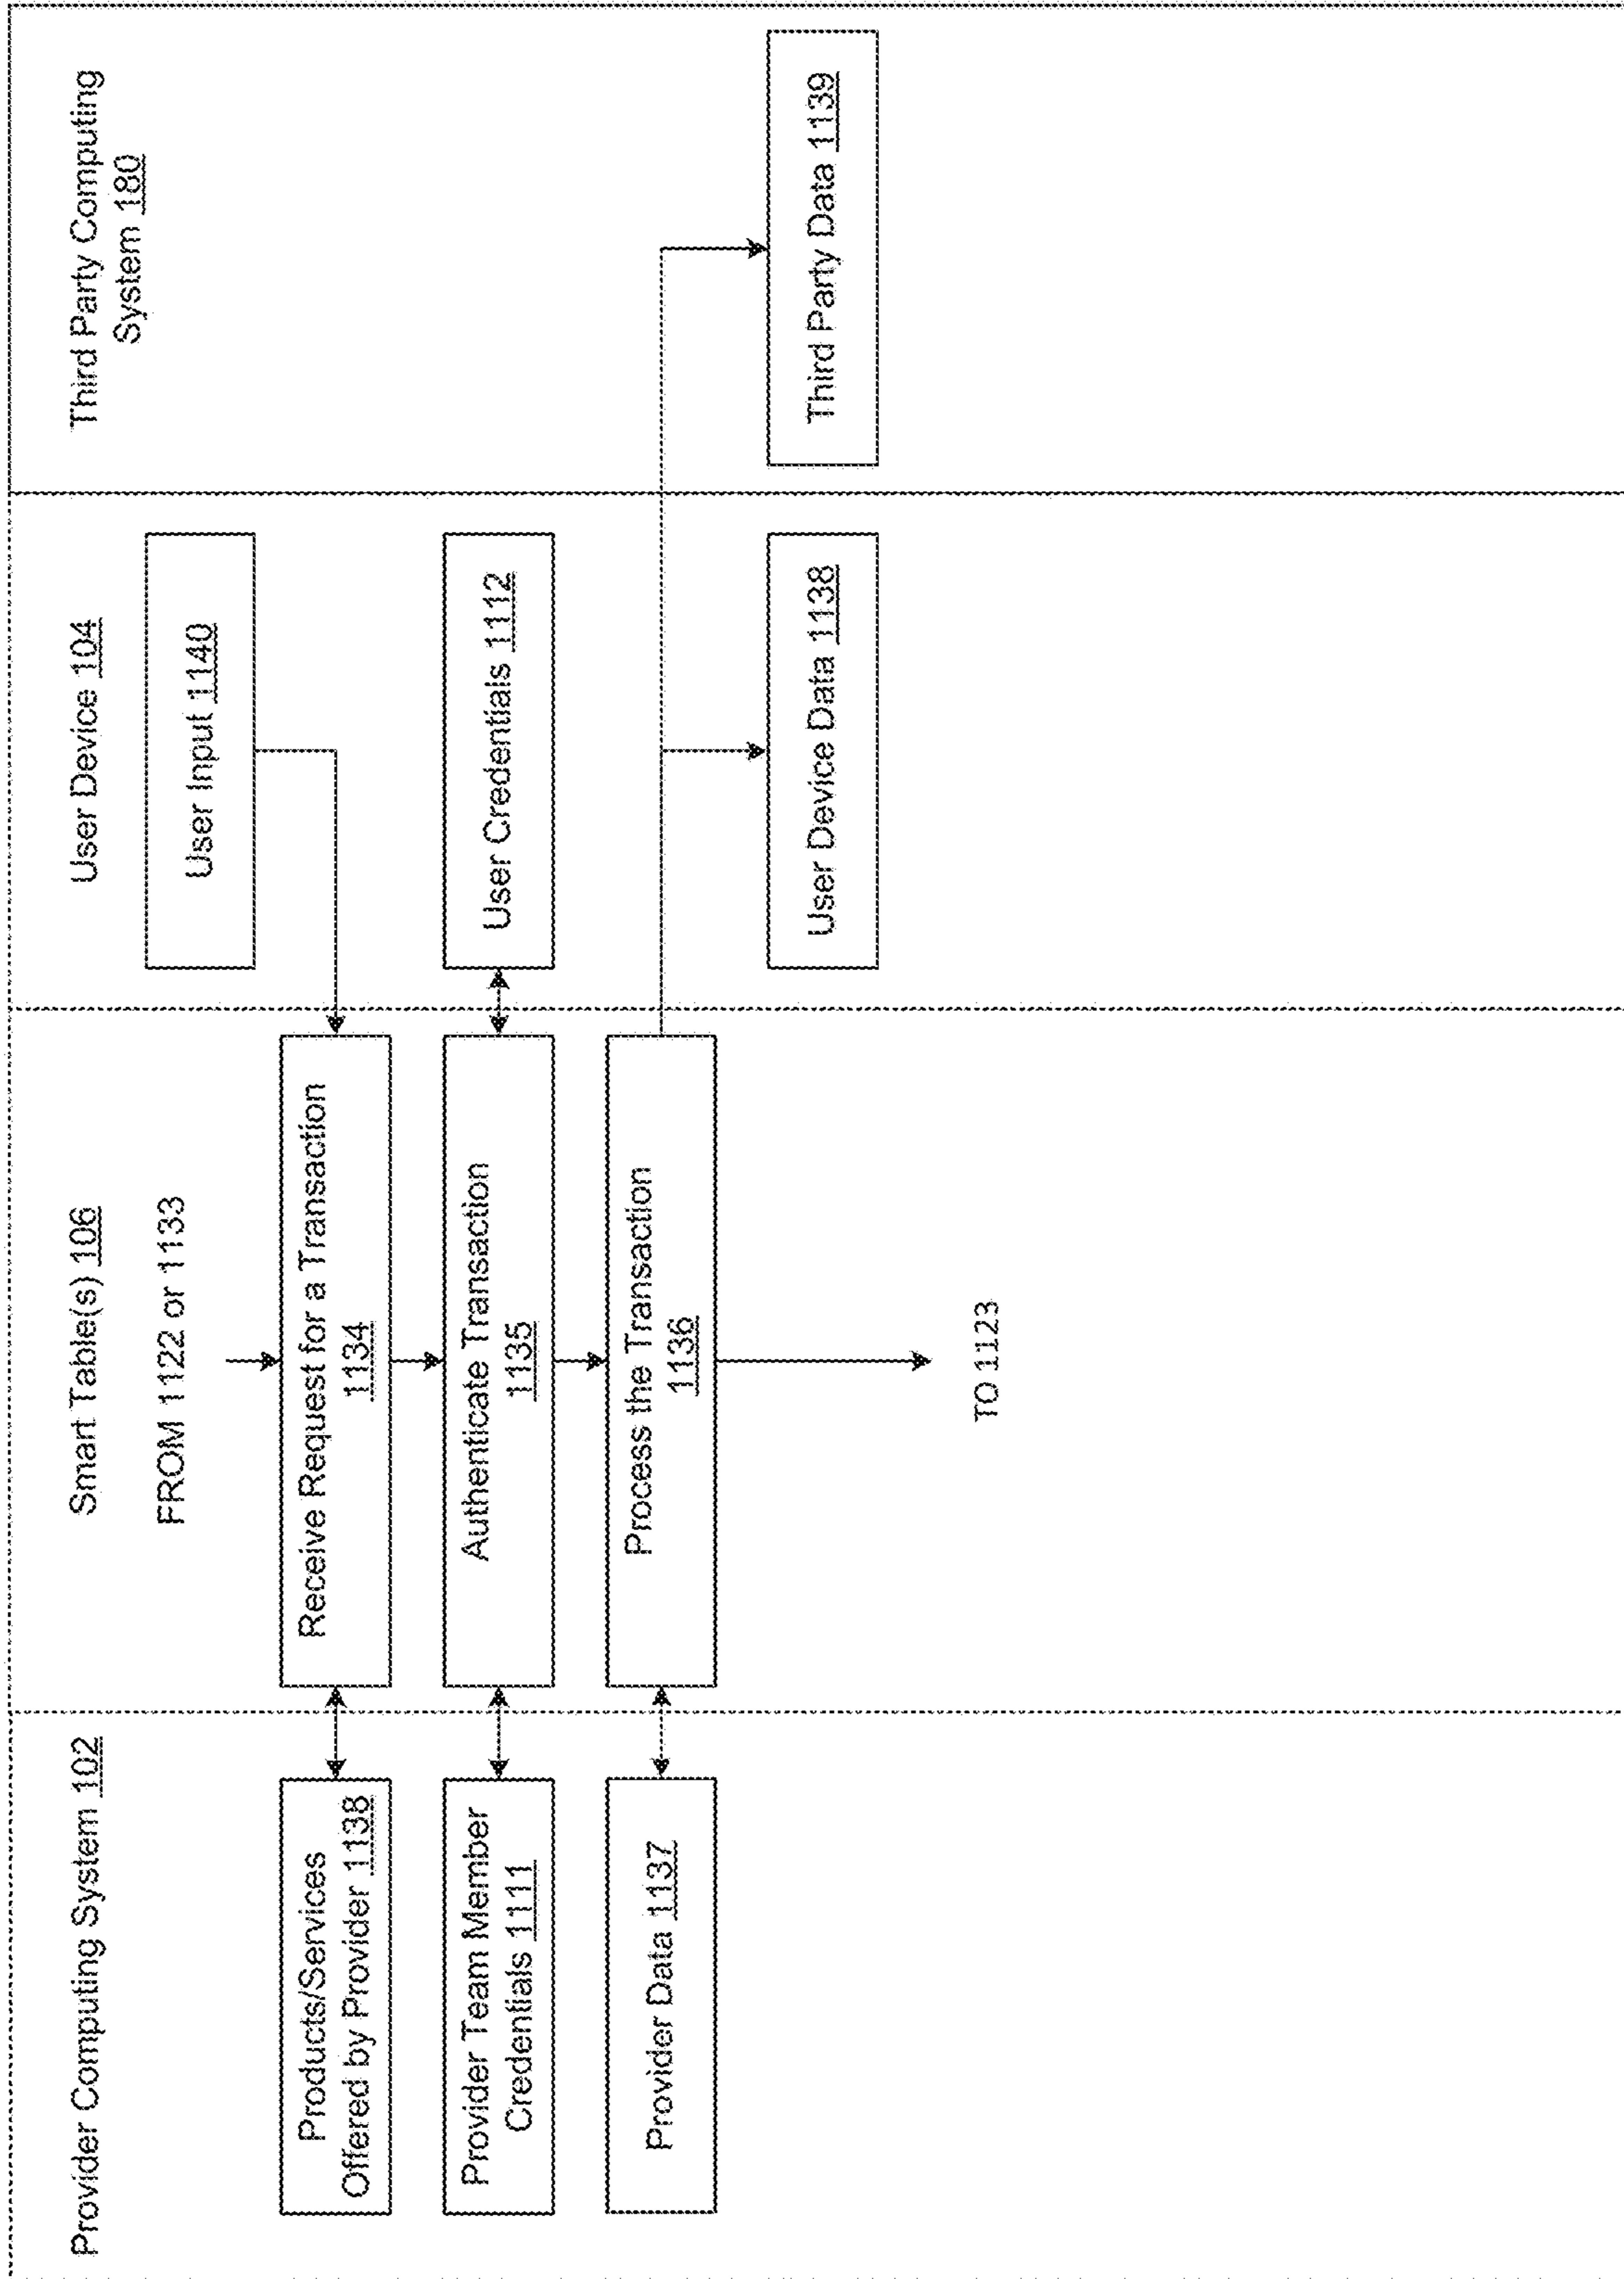 Provider Computing System 102
Smart Table(s) 106
User Device 104
Third Party Computing
System 180
FROM 1122 or 1133
User Input 1140
Products/Services
Offered by Provider 1138
Receive Request for a Transaction
1134
Provider Team Member
Credentials 1111
Authenticate Transaction
1135
User Credentials 1112
Provider Data 1137
Process the Transaction
1136
User Device Data 1138
Third Party Data 1139
TO 1123